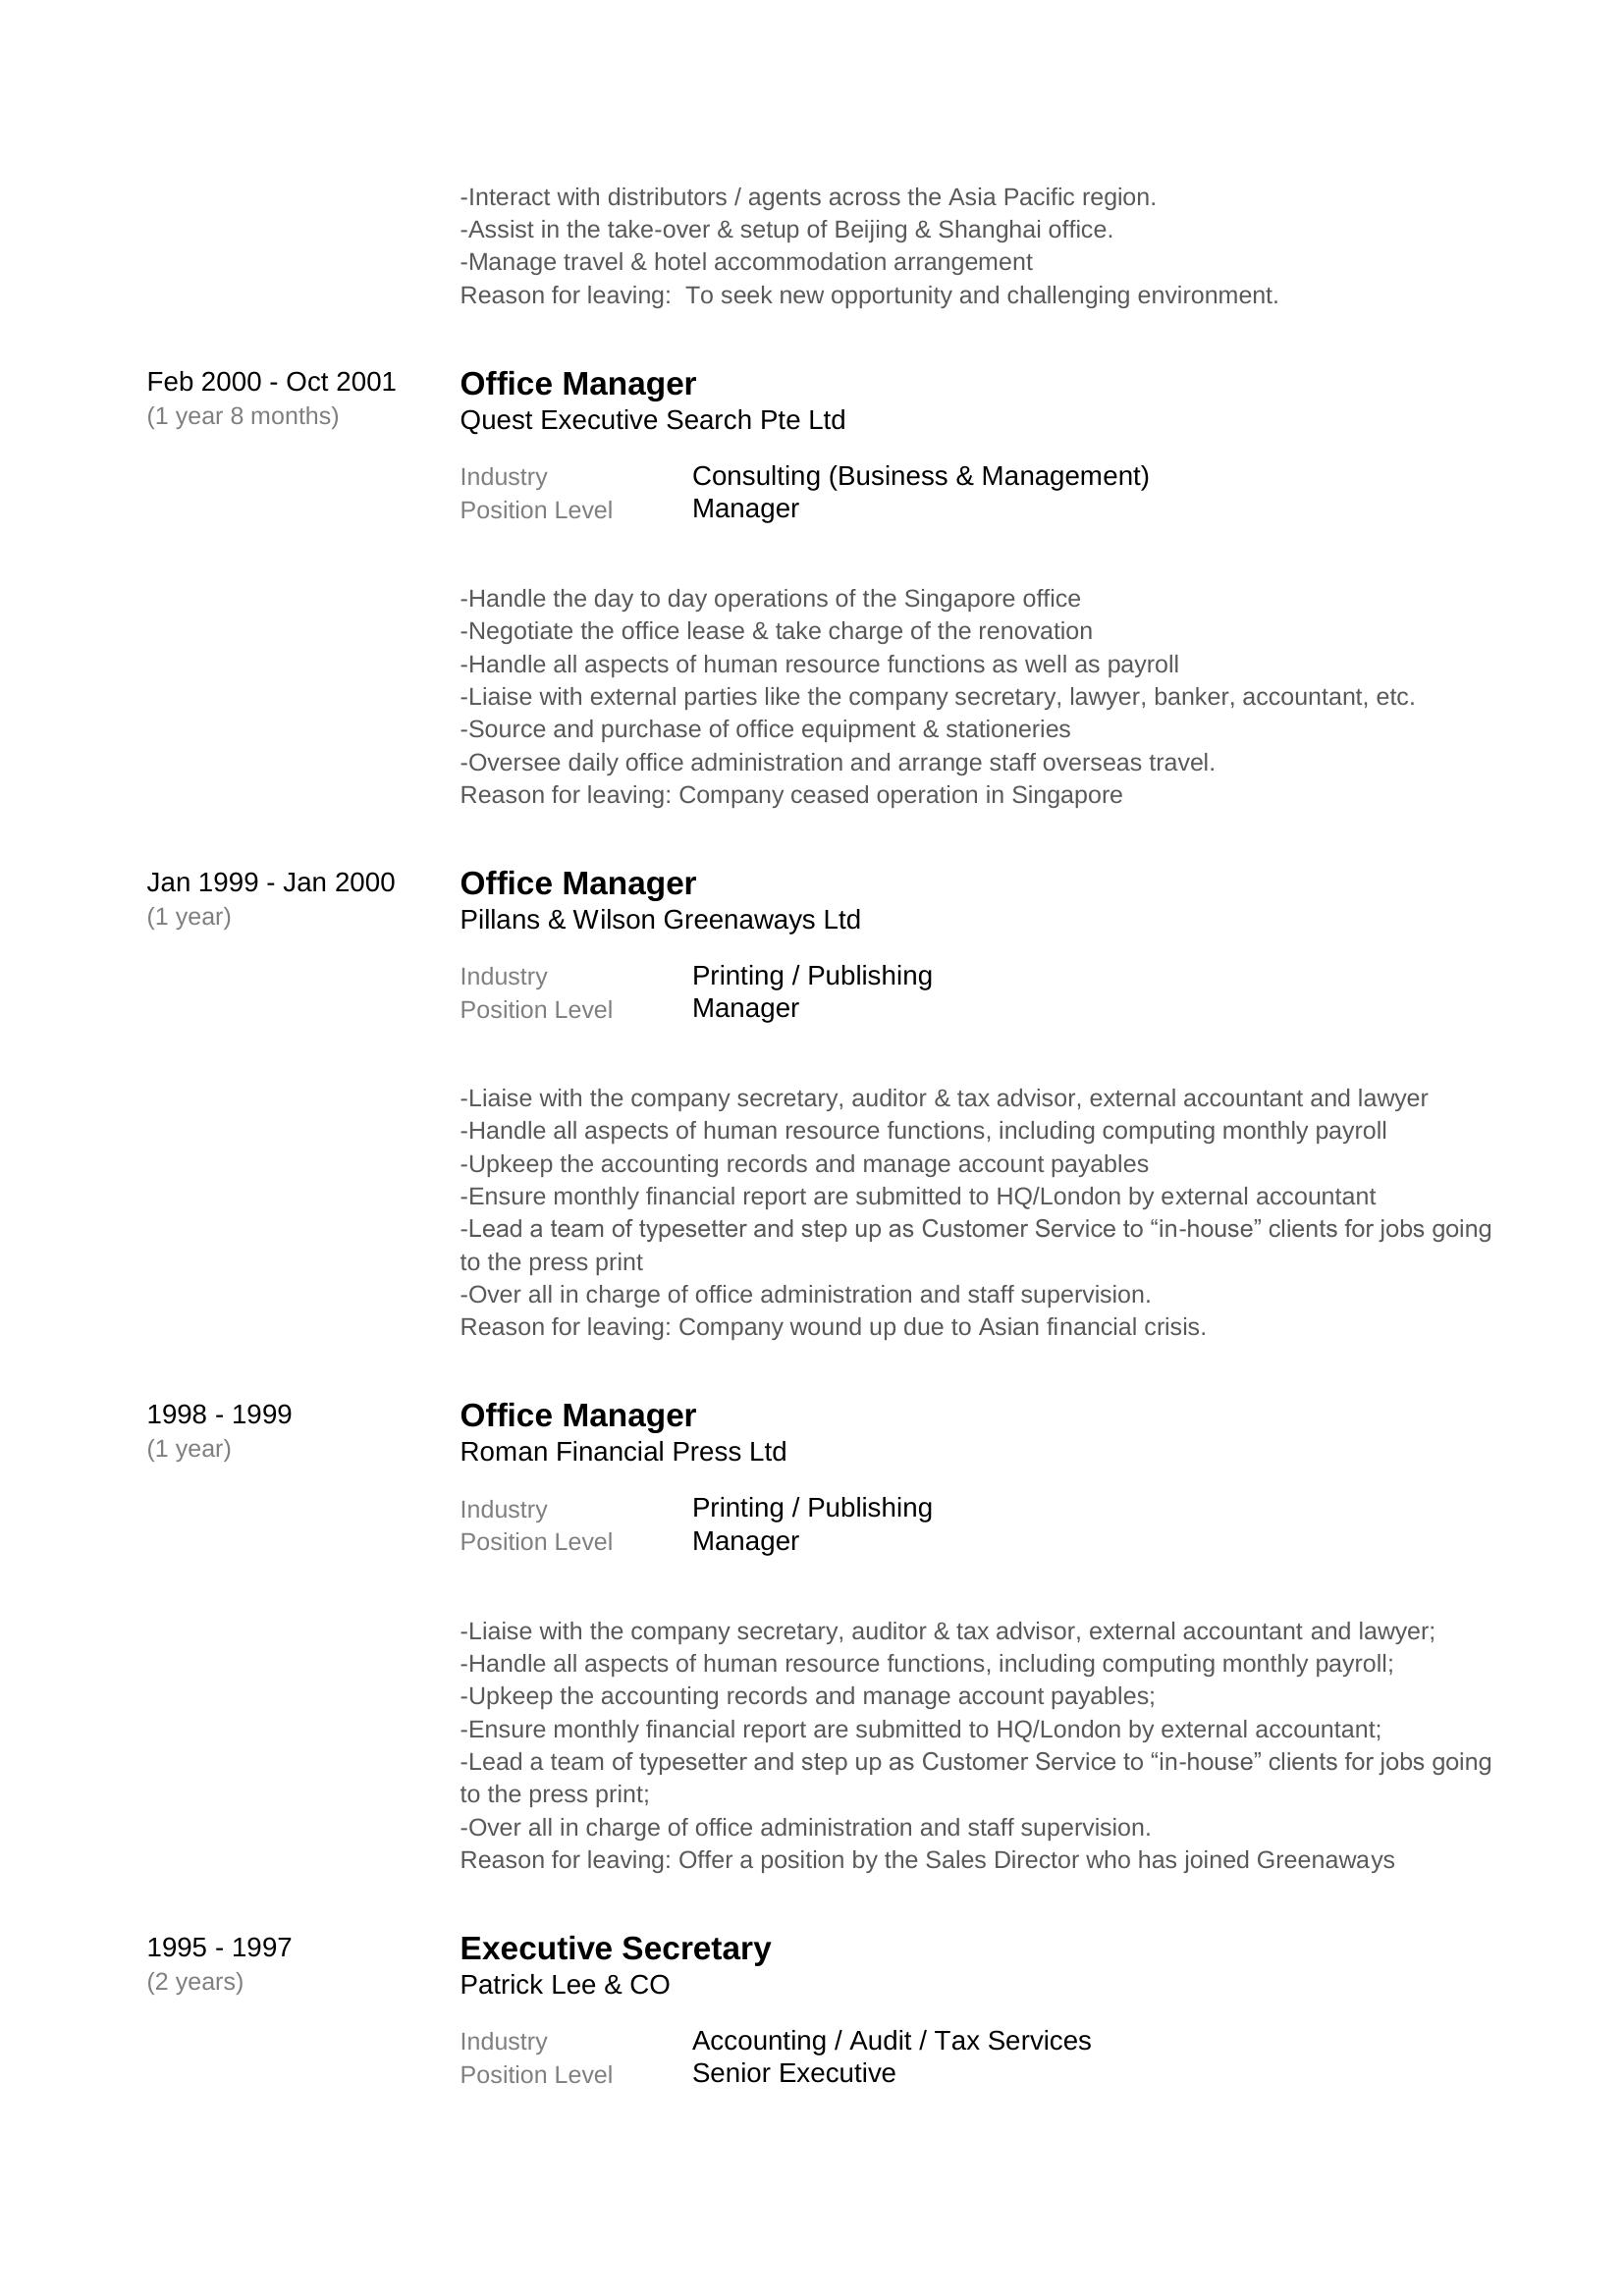 -Interact with distributors / agents across the Asia Pacific region.
-Assist in the take-over & setup of Beijing & Shanghai office.
-Manage travel & hotel accommodation arrangement
Reason for leaving:  To seek new opportunity and challenging environment.
Feb 2000 - Oct 2001
(1 year 8 months)
Office Manager
Quest Executive Search Pte Ltd
Industry Consulting (Business & Management)
Position Level Manager
-Handle the day to day operations of the Singapore office
-Negotiate the office lease & take charge of the renovation
-Handle all aspects of human resource functions as well as payroll
-Liaise with external parties like the company secretary, lawyer, banker, accountant, etc.
-Source and purchase of office equipment & stationeries
-Oversee daily office administration and arrange staff overseas travel.
Reason for leaving: Company ceased operation in Singapore
Jan 1999 - Jan 2000
(1 year)
Office Manager
Pillans & Wilson Greenaways Ltd
Industry Printing / Publishing
Position Level Manager
-Liaise with the company secretary, auditor & tax advisor, external accountant and lawyer
-Handle all aspects of human resource functions, including computing monthly payroll
-Upkeep the accounting records and manage account payables
-Ensure monthly financial report are submitted to HQ/London by external accountant
-Lead a team of typesetter and step up as Customer Service to “in-house” clients for jobs going
to the press print
-Over all in charge of office administration and staff supervision.
Reason for leaving: Company wound up due to Asian financial crisis.
1998 - 1999
(1 year)
Office Manager
Roman Financial Press Ltd
Industry Printing / Publishing
Position Level Manager
-Liaise with the company secretary, auditor & tax advisor, external accountant and lawyer;
-Handle all aspects of human resource functions, including computing monthly payroll;
-Upkeep the accounting records and manage account payables;
-Ensure monthly financial report are submitted to HQ/London by external accountant;
-Lead a team of typesetter and step up as Customer Service to “in-house” clients for jobs going
to the press print;
-Over all in charge of office administration and staff supervision.
Reason for leaving: Offer a position by the Sales Director who has joined Greenaways
1995 - 1997
(2 years)
Executive Secretary
Patrick Lee & CO
Industry Accounting / Audit / Tax Services
Position Level Senior Executive